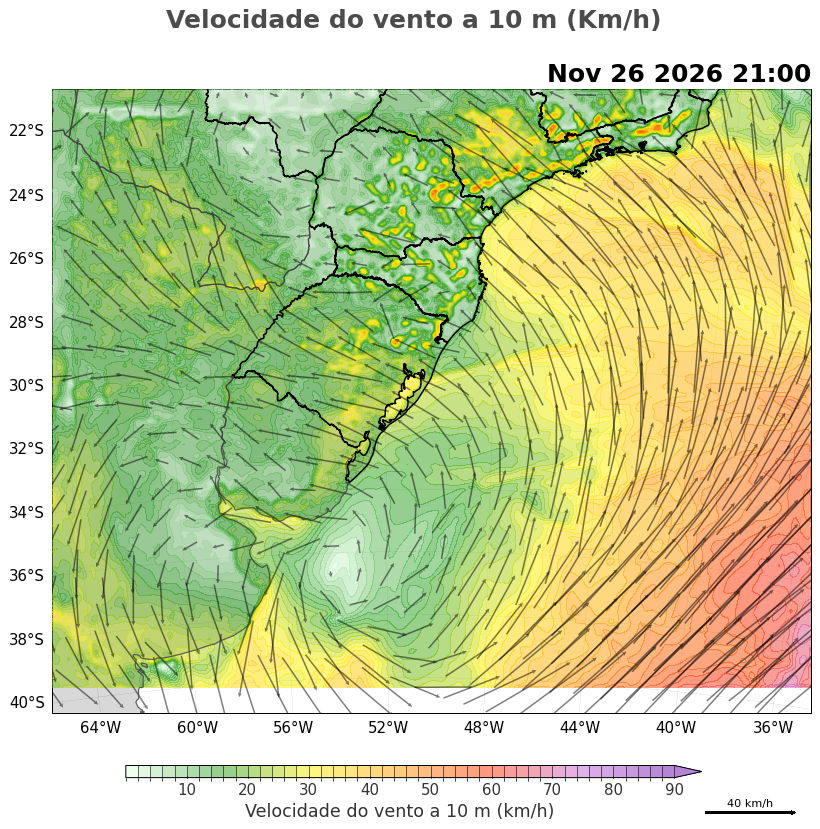 Velocidade do vento a 10 m (Km/h)
Nov 26 2026 21:00
22°S
24°S
26°S
28°S
30°S
32°S
34°S
36°S
38°S
40°S
64°W 60°W 56°W 52°W 48°W 44°W 40°W 36°W
10 20 30 40 50 60 70 80 90
Velocidade do vento a 10 m (km/h)
40 km/h